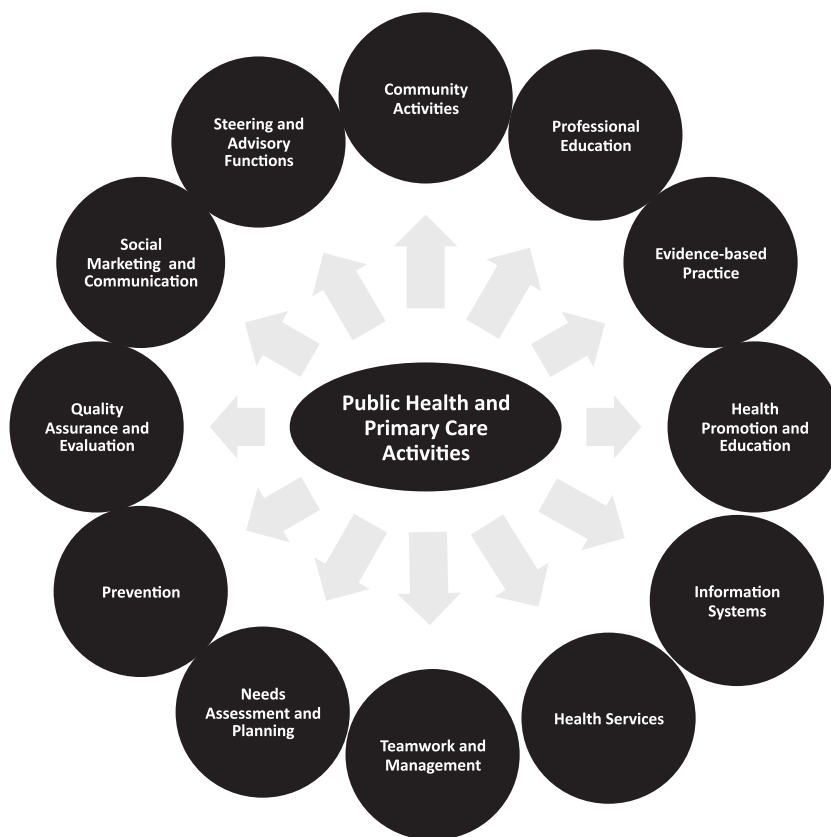 Community
Activities
Professional
Education
Evidence-based
Practice
Health
Promotion and
Education
Information
Systems
Health Services
Teamwork and
Management
Needs
Assessment and
Planning
Prevention
Quality
Assurance and
Evaluation
Social
Marketing and
Communication
Steering and
Advisory
Functions
Public Health and
Primary Care
Activities